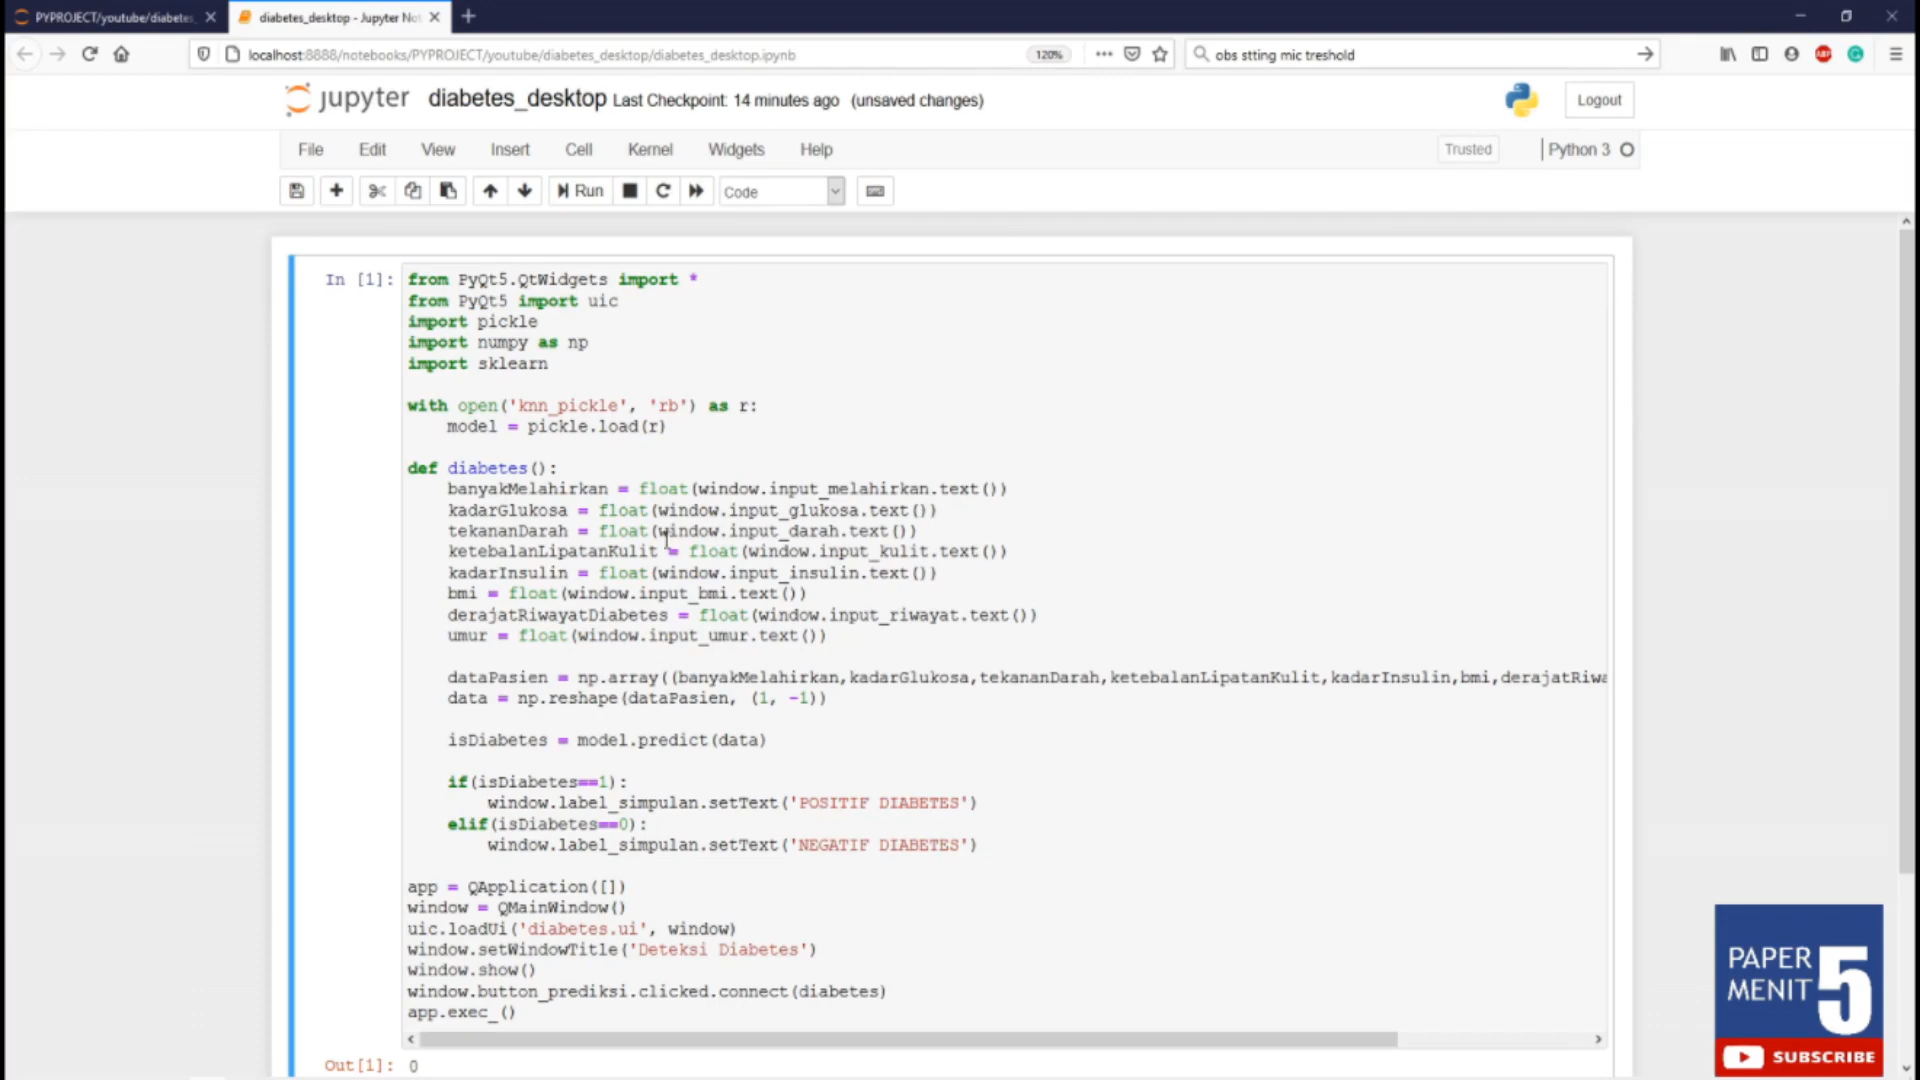 PYPROJECT/youtube/diabetes_
diabetes_desktop - Jupyter Not
localhost:8888/notebooks/PYPROJECT/youtube/diabetes_desktop/diabetes_desktop.ipynb
120%
obs stting mic treshold
ABP
jupyter
diabetes_desktop Last Checkpoint: 14 minutes ago (unsaved changes)
Logout
File Edit View Insert Cell Kernel Widgets Help
Trusted
Python 3
Run
Code
In [1]:
from PyQt5.QtWidgets import *
from PyQt5 import uic
import pickle
import numpy as np
import sklearn
with open('knn_pickle', 'rb') as r:
model = pickle.load(r)
def diabetes():
banyakMelahirkan = float(window.input_melahirkan.text())
kadarGlukosa = float(window.input_glukosa.text())
tekananDarah = float(window.input_darah.text())
ketebalanLipatanKulit = float(window.input_kulit.text())
kadarInsulin = float(window.input_insulin.text())
bmi = float(window.input_bmi.text())
derajatRiwayatDiabetes = float(window.input_riwayat.text())
umur = float(window.input_umur.text())
dataPasien = np.array((banyakMelahirkan,kadarGlukosa,tekananDarah,ketebalanLipatanKulit,kadarInsulin,bmi,derajatRiwa
data = np.reshape(dataPasien, (1, -1))
isDiabetes = model.predict(data)
if(isDiabetes==1):
window.label_simpulan.setText('POSITIF DIABETES')
elif(isDiabetes==0):
window.label_simpulan.setText('NEGATIF DIABETES')
app = QApplication([])
window = QMainWindow()
uic.loadUi('diabetes.ui', window)
window.setWindowTitle('Deteksi Diabetes')
window.show()
window.button_prediksi.clicked.connect(diabetes)
app.exec_()
Out[1]: 0
PAPER
MENIT 5
SUBSCRIBE